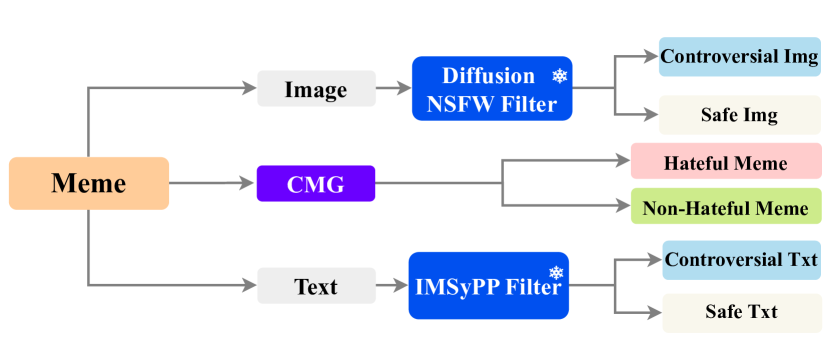 Meme
Image
Diffusion
NSFW Filter
Controversial Img
Safe Img
CMG
Hateful Meme
Non-Hateful Meme
Text
IMSyPP Filter
Controversial Txt
Safe Txt